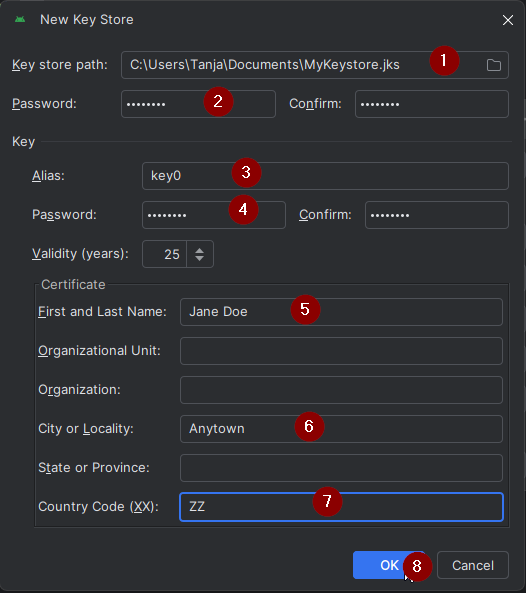 New Key Store
Key store path: C:\Users\Tanja\Documents\MyKeystore.jks 1
Password: •••••••• 2 Confirm: ••••••••
Key
Alias: key0 3
Password: •••••••• 4 Confirm: ••••••••
Validity (years): 25
Certificate
First and Last Name: Jane Doe 5
Organizational Unit:
Organization:
City or Locality: Anytown 6
State or Province:
Country Code (XX): ZZ 7
OK 8 Cancel